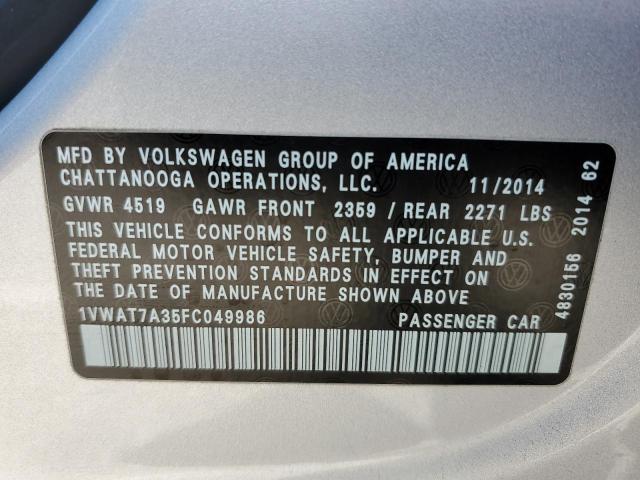 MFD BY VOLKSWAGEN GROUP OF AMERICA
CHATTANOOGA OPERATIONS, LLC. 11/2014
GVWR 4519 GAWR FRONT 2359 / REAR 2271 LBS
THIS VEHICLE CONFORMS TO ALL APPLICABLE U.S.
FEDERAL MOTOR VEHICLE SAFETY, BUMPER AND
THEFT PREVENTION STANDARDS IN EFFECT ON
THE DATE OF MANUFACTURE SHOWN ABOVE
1VWAT7A35FC049986 PASSENGER CAR
4830156 2014 62